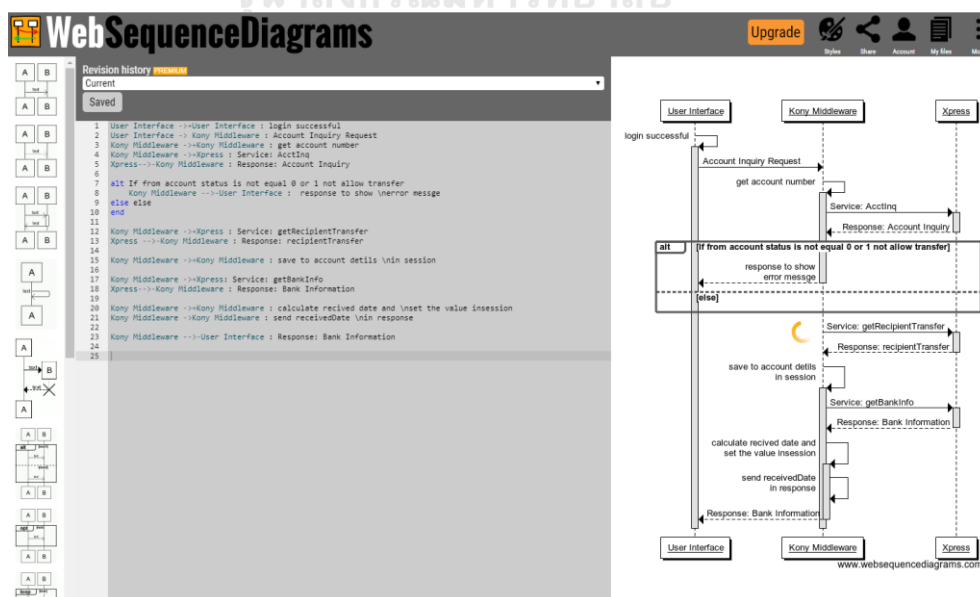 WebSequenceDiagrams
Upgrade
Styles
Share
Account
My files
Revision history PREMIUM
Current
Saved
1 User Interface ->+User Interface : login successful
2 User Interface -> Kony Middleware : Account Inquiry Request
3 Kony Middleware ->+Kony Middleware : get account number
4 Kony Middleware ->+Xpress : Service: AcctInq
5 Xpress-->-Kony Middleware : Response: Account Inquiry
6
7 alt If from account status is not equal 0 or 1 not allow transfer
8 Kony Middleware -->-User Interface : response to show \nerror messge
9 else else
10 end
11
12 Kony Middleware ->+Xpress : Service: getRecipientTransfer
13 Xpress -->-Kony Middleware : Response: recipientTransfer
14
15 Kony Middleware ->+Kony Middleware : save to account detils \nin session
16
17 Kony Middleware ->+Xpress: Service: getBankInfo
18 Xpress-->-Kony Middleware : Response: Bank Information
19
20 Kony Middleware ->+Kony Middleware : calculate recived date and \nset the value insession
21 Kony Middleware ->Kony Middleware : send receivedDate \nin response
22
23 Kony Middleware -->-User Interface : Response: Bank Information
24
25
User Interface
Kony Middleware
Xpress
login successful
Account Inquiry Request
get account number
Service: AcctInq
Response: Account Inquiry
alt [If from account status is not equal 0 or 1 not allow transfer]
response to show
error messge
[else]
Service: getRecipientTransfer
Response: recipientTransfer
save to account detils
in session
Service: getBankInfo
Response: Bank Information
calculate recived date and
set the value insession
send receivedDate
in response
Response: Bank Information
User Interface
Kony Middleware
Xpress
www.websequencediagrams.com
A B
text
A B
A B
A B
A B
A B
A
text
A
A
text
B
text
A
A B
alt
A B
A B
opt
A B
A B